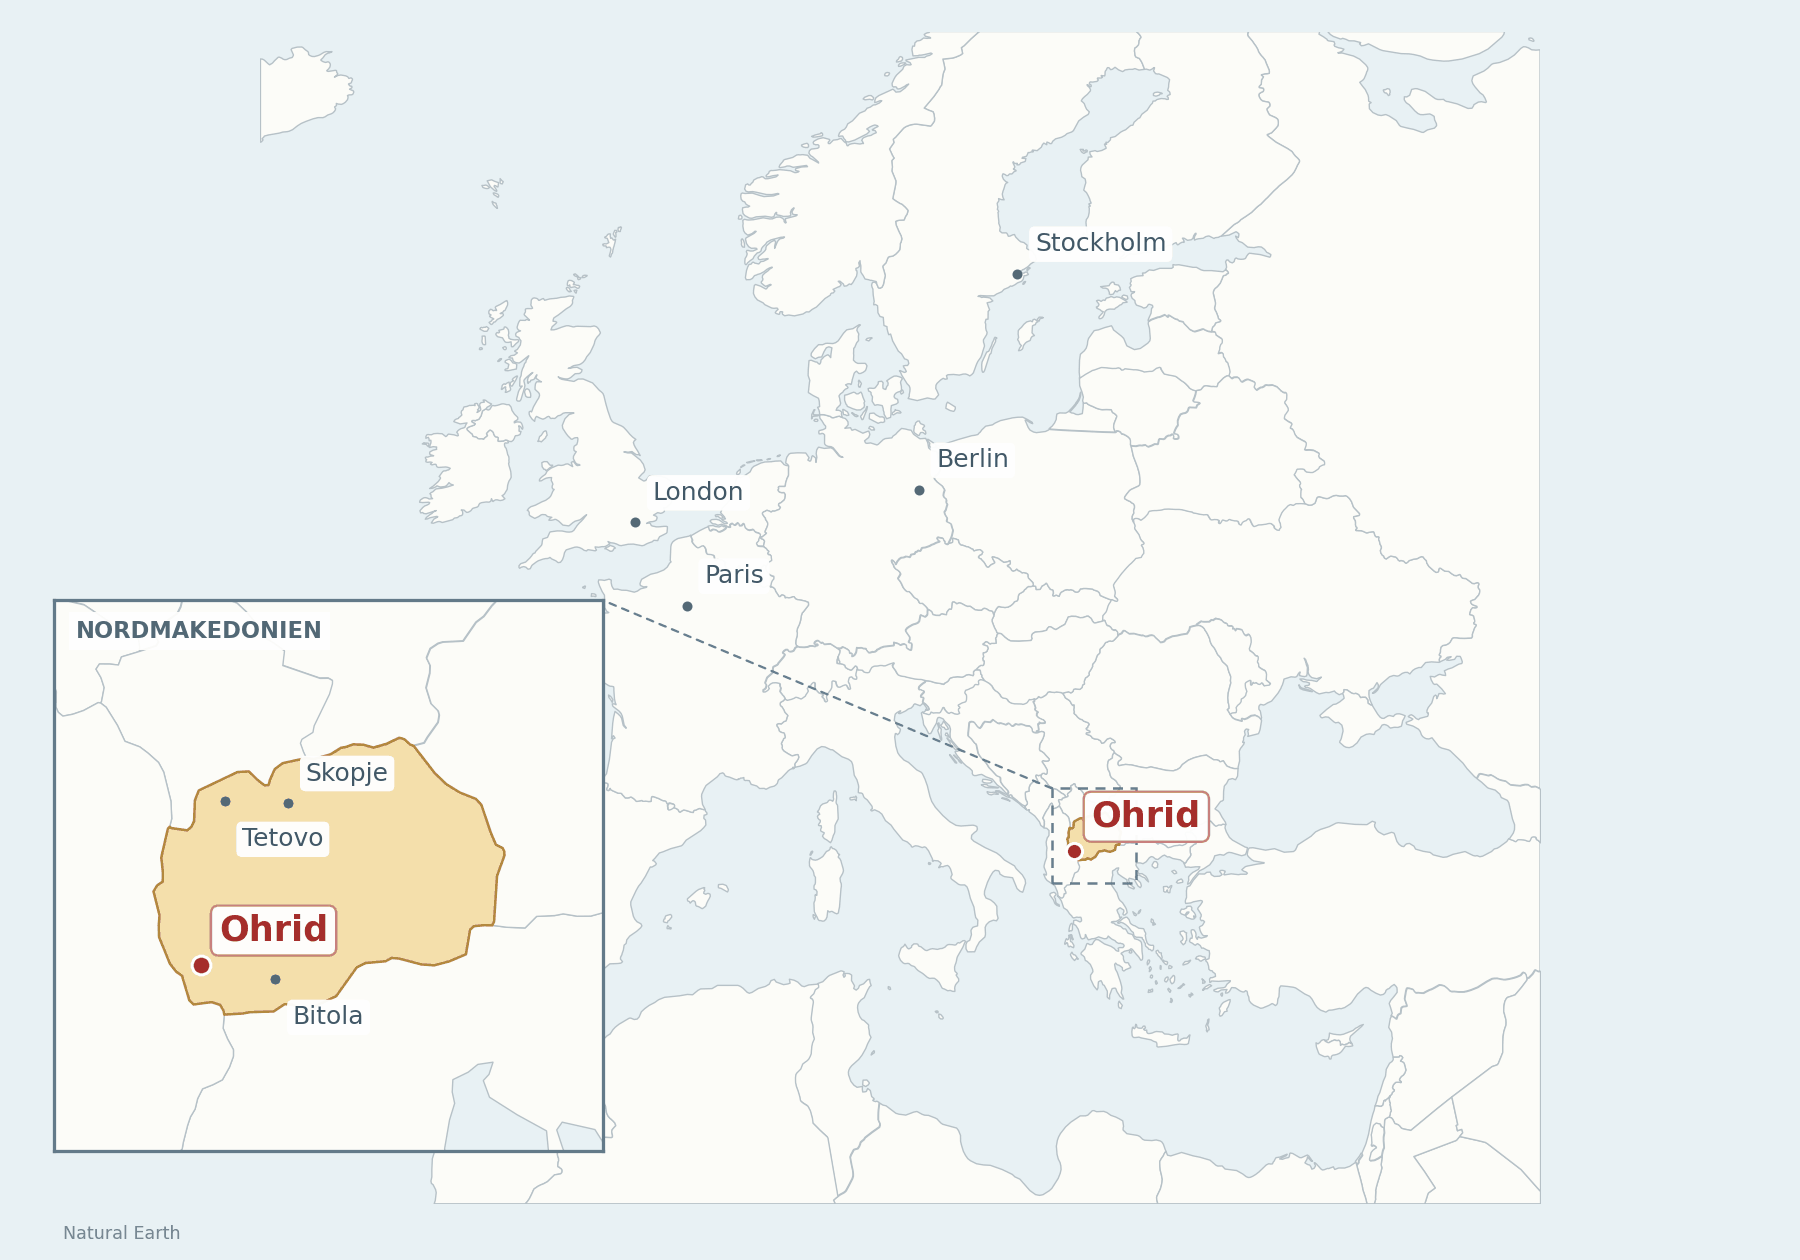 Stockholm
Berlin
London
Paris
NORDMAKEDONIEN
Skopje
Tetovo
Ohrid
Ohrid
Bitola
Natural Earth